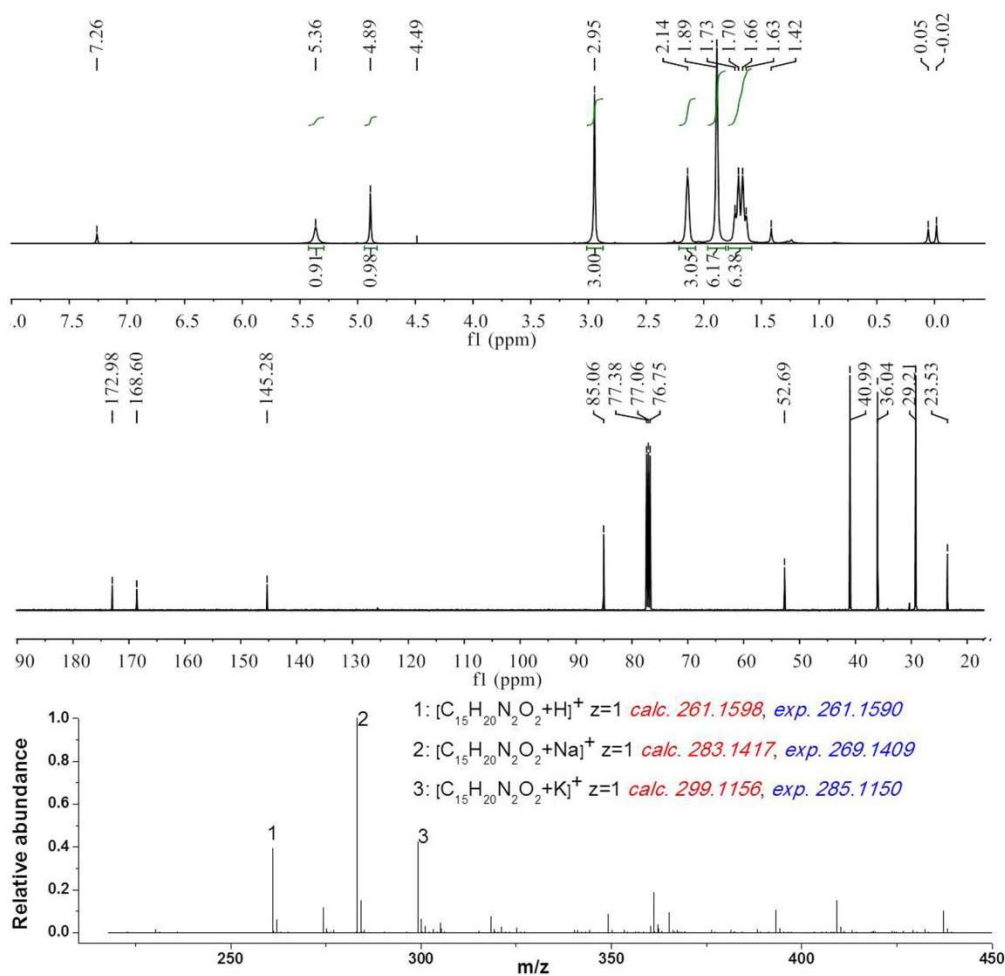 7.26 5.36 4.89 4.49 2.95 2.14 1.89 1.73 1.70 1.66 1.63 1.42 0.05 -0.02
0.91 0.98 3.00 3.05 6.17 6.38
.0 7.5 7.0 6.5 6.0 5.5 5.0 4.5 4.0 3.5 3.0 2.5 2.0 1.5 1.0 0.5 0.0
f1 (ppm)
172.98 168.60 145.28 85.06 77.38 77.06 76.75 52.69 40.99 36.04 29.21 23.53
90 180 170 160 150 140 130 120 110 100 90 80 70 60 50 40 30 20
f1 (ppm)
1: [C₁₅H₂₀N₂O₂+H]⁺ z=1 calc. 261.1598, exp. 261.1590
2: [C₁₅H₂₀N₂O₂+Na]⁺ z=1 calc. 283.1417, exp. 269.1409
3: [C₁₅H₂₀N₂O₂+K]⁺ z=1 calc. 299.1156, exp. 285.1150
Relative abundance
1.0
0.8
0.6
0.4
0.2
0.0
1 2 3
250 300 350 400 450
m/z